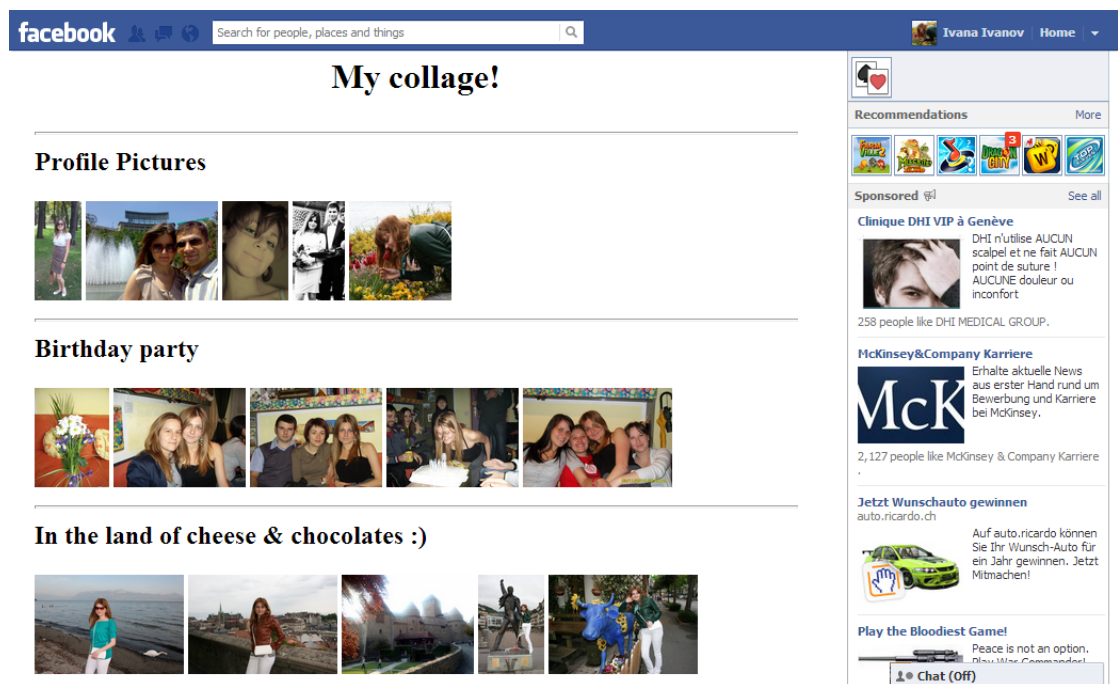 facebook
Search for people, places and things
Ivana Ivanov
Home
My collage!
Profile Pictures
Birthday party
In the land of cheese & chocolates :)
Recommendations
More
3
Sponsored
See all
Clinique DHI VIP à Genève
DHI n'utilise AUCUN
scalpel et ne fait AUCUN
point de suture !
AUCUNE douleur ou
inconfort
258 people like DHI MEDICAL GROUP.
McKinsey&Company Karriere
McK
Erhalte aktuelle News
aus erster Hand rund um
Bewerbung und Karriere
bei McKinsey.
2,127 people like McKinsey & Company Karriere
.
Jetzt Wunschauto gewinnen
auto.ricardo.ch
Auf auto.ricardo können
Sie Ihr Wunsch-Auto für
ein Jahr gewinnen. Jetzt
Mitmachen!
Play the Bloodiest Game!
Peace is not an option.
Play War Commander!
Chat (Off)